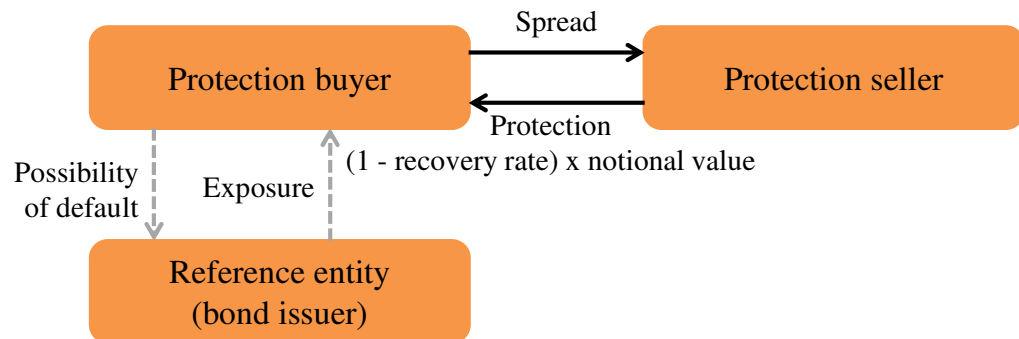 Spread
Protection buyer
Protection seller
Protection
(1 - recovery rate) x notional value
Possibility
of default
Exposure
Reference entity
(bond issuer)